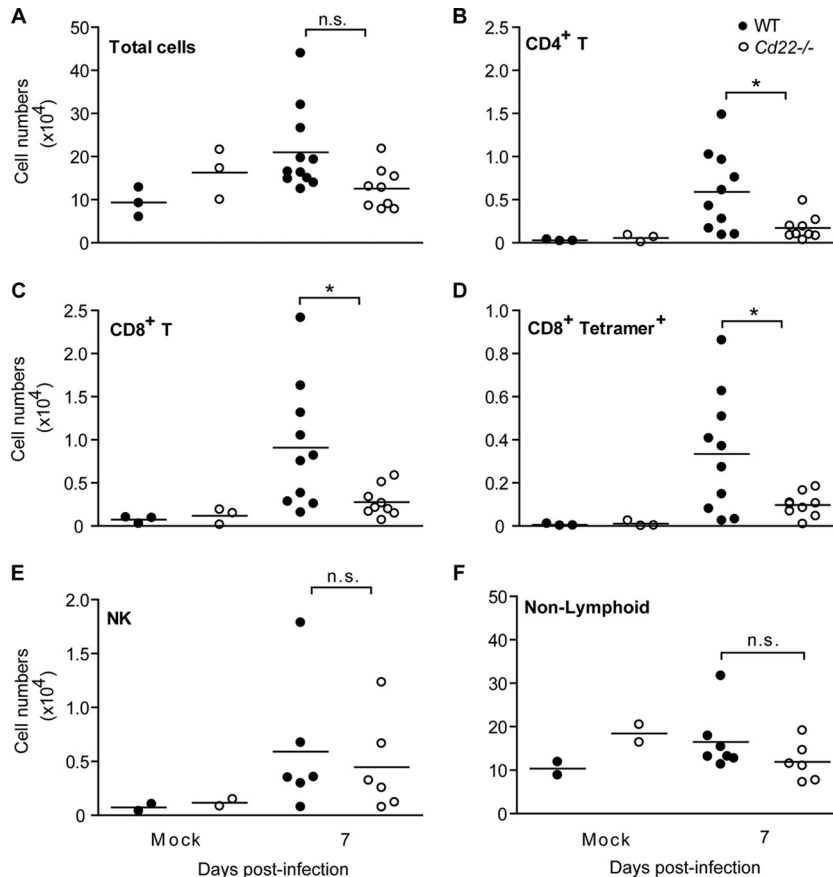 A
Total cells
n.s.
Cell numbers
(x10⁴)
50
40
30
20
10
0
B
CD4⁺ T
WT
Cd22-/-
*
2.5
2.0
1.5
1.0
0.5
0
C
CD8⁺ T
*
Cell numbers
(x10⁴)
2.5
2.0
1.5
1.0
0.5
0
D
CD8⁺ Tetramer⁺
*
1.0
0.8
0.6
0.4
0.2
0
E
NK
n.s.
Cell numbers
(x10⁴)
2.0
1.5
1.0
0.5
0
Mock
7
Days post-infection
F
Non-Lymphoid
n.s.
50
40
30
20
10
0
Mock
7
Days post-infection